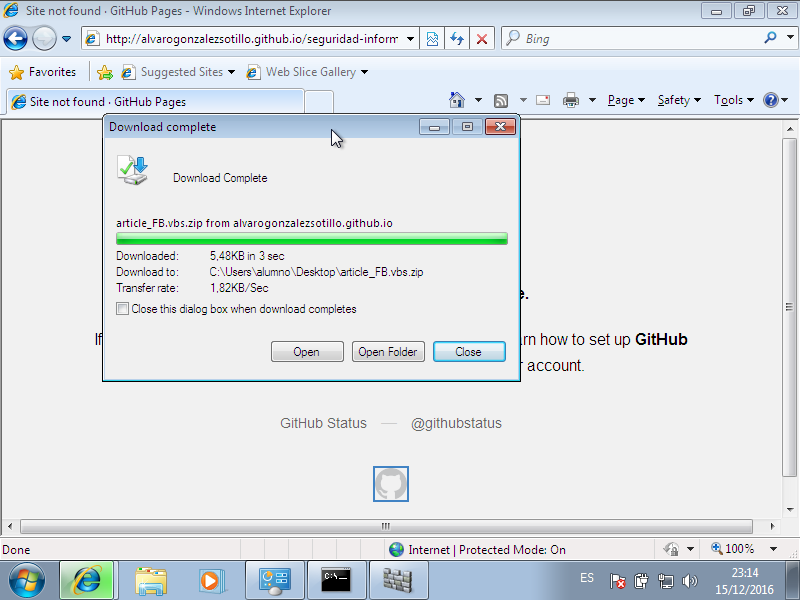 Site not found · GitHub Pages - Windows Internet Explorer
http://alvarogonzalezsotillo.github.io/seguridad-inform
Bing
Favorites
Suggested Sites
Web Slice Gallery
Site not found · GitHub Pages
Page
Safety
Tools
Download complete
Download Complete
article_FB.vbs.zip from alvarogonzalezsotillo.github.io
Downloaded: 5,48KB in 3 sec
Download to: C:\Users\alumno\Desktop\article_FB.vbs.zip
Transfer rate: 1,82KB/Sec
Close this dialog box when download completes
Open
Open Folder
Close
how to set up GitHub
account.
GitHub Status — @githubstatus
Done
Internet | Protected Mode: On
100%
C:\
ES
23:14
15/12/2016